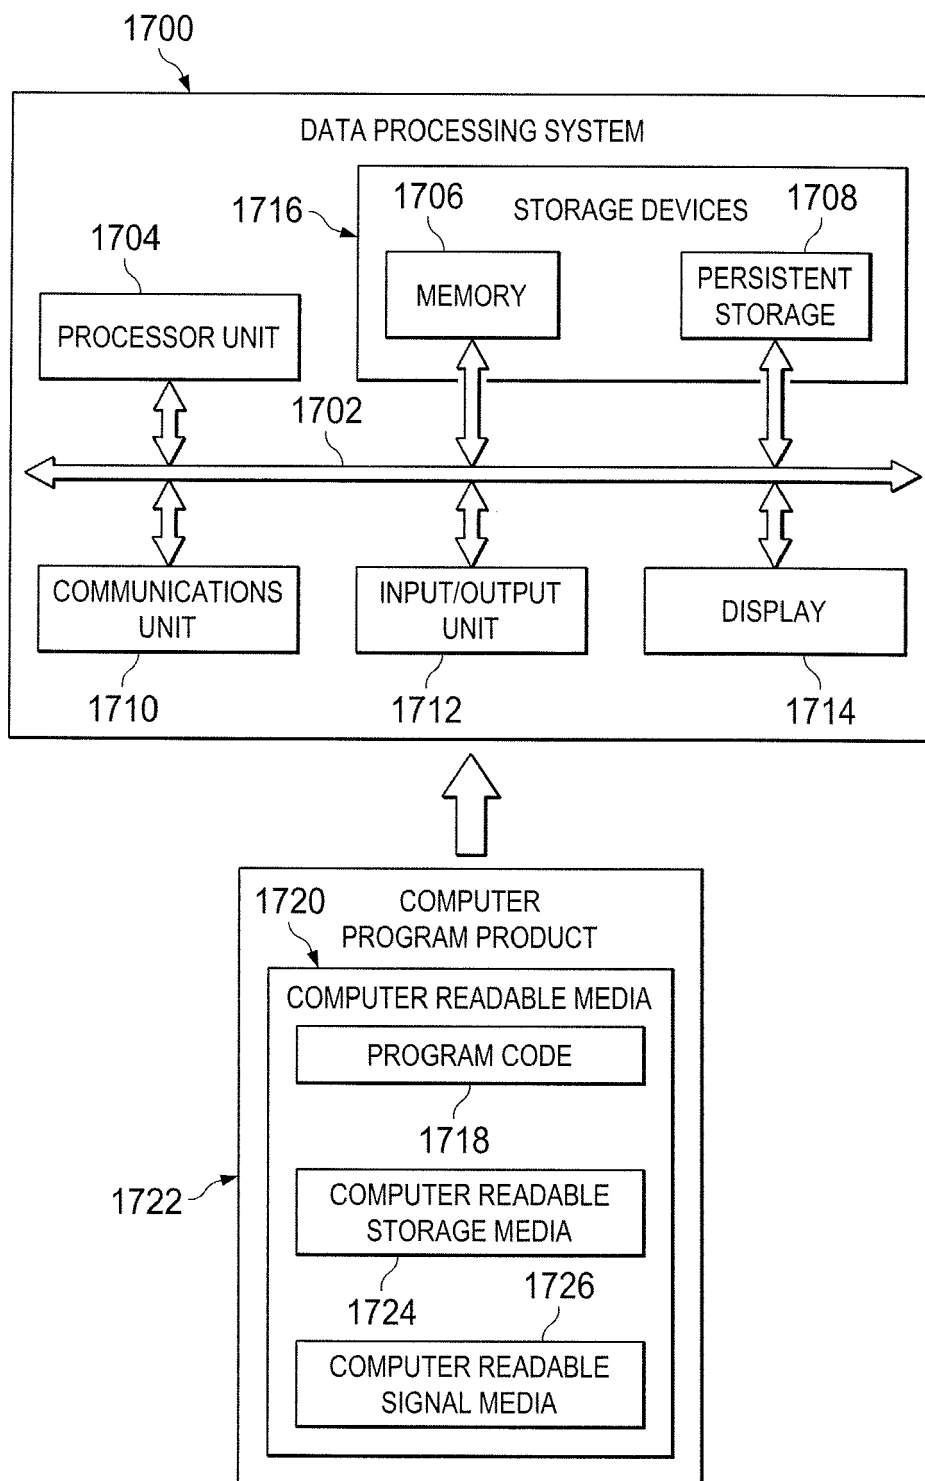 1700
DATA PROCESSING SYSTEM
1716
1706
STORAGE DEVICES
1708
1704
MEMORY
PERSISTENT
STORAGE
PROCESSOR UNIT
1702
COMMUNICATIONS
UNIT
INPUT/OUTPUT
UNIT
DISPLAY
1710
1712
1714
1720
COMPUTER
PROGRAM PRODUCT
COMPUTER READABLE MEDIA
PROGRAM CODE
1718
1722
COMPUTER READABLE
STORAGE MEDIA
1724
1726
COMPUTER READABLE
SIGNAL MEDIA